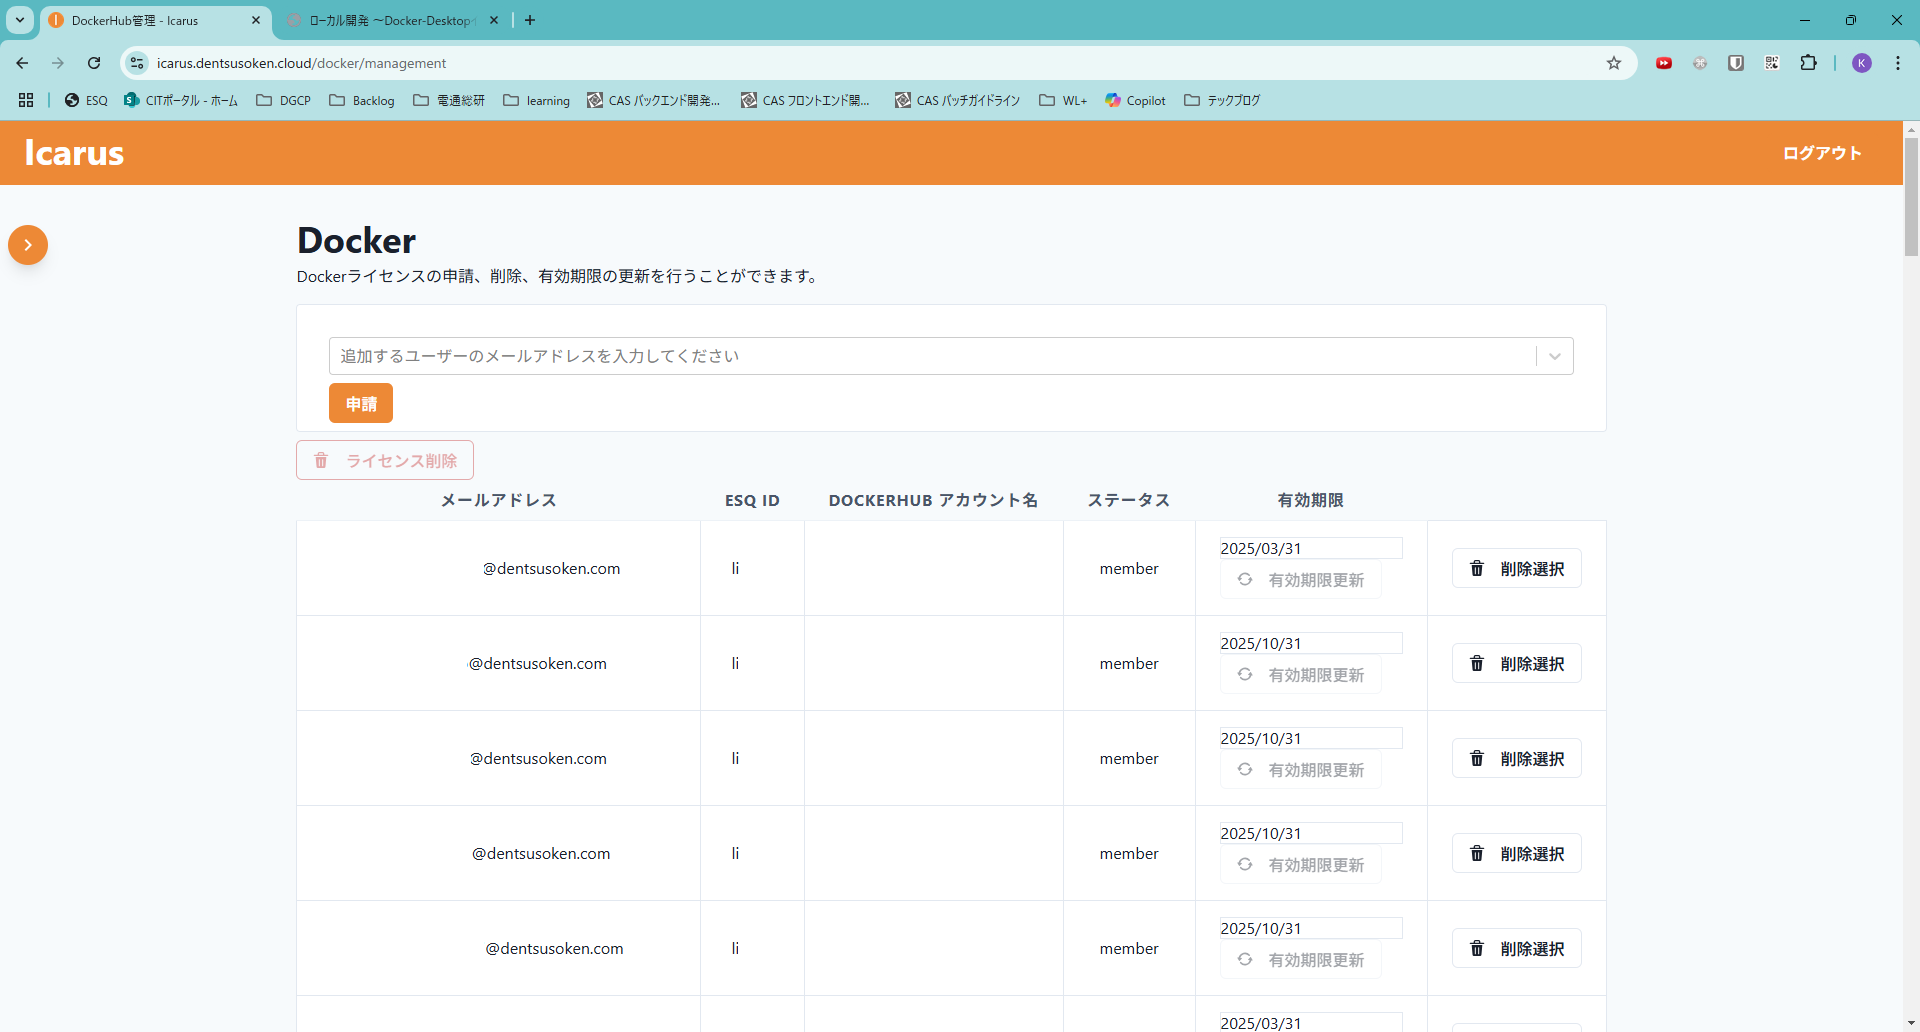 DockerHub管理 - Icarus
ローカル開発 ～Docker-Desktop
icarus.dentsusoken.cloud/docker/management
K
ESQ
CITポータル - ホーム
DGCP
Backlog
電通総研
learning
CAS バックエンド開発...
CAS フロントエンド開...
CAS バッチガイドライン
WL+
Copilot
テックブログ
Icarus
ログアウト
Docker
Dockerライセンスの申請、削除、有効期限の更新を行うことができます。
追加するユーザーのメールアドレスを入力してください
申請
ライセンス削除
メールアドレス ESQ ID DOCKERHUB アカウント名 ステータス 有効期限
@dentsusoken.com li member 2025/03/31 有効期限更新 削除選択
@dentsusoken.com li member 2025/10/31 有効期限更新 削除選択
@dentsusoken.com li member 2025/10/31 有効期限更新 削除選択
@dentsusoken.com li member 2025/10/31 有効期限更新 削除選択
@dentsusoken.com li member 2025/10/31 有効期限更新 削除選択
2025/03/31